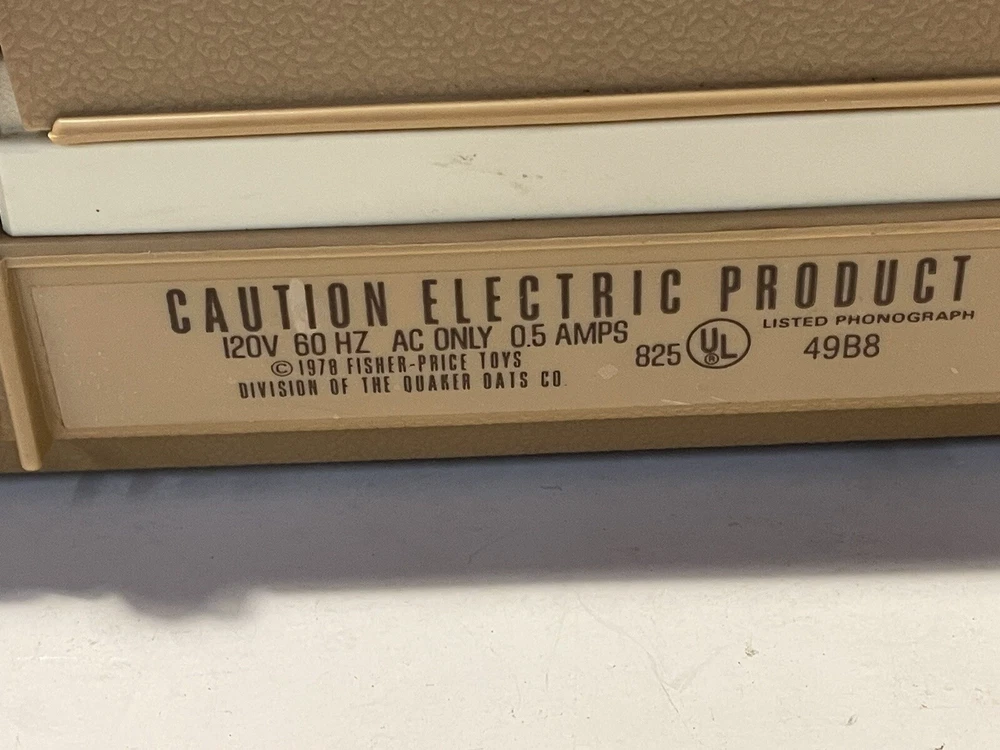 CAUTION ELECTRIC PRODUCT
120V 60 HZ AC ONLY 0.5 AMPS
© 1978 FISHER-PRICE TOYS
DIVISION OF THE QUAKER OATS CO.
825 UL ® LISTED PHONOGRAPH
49B8